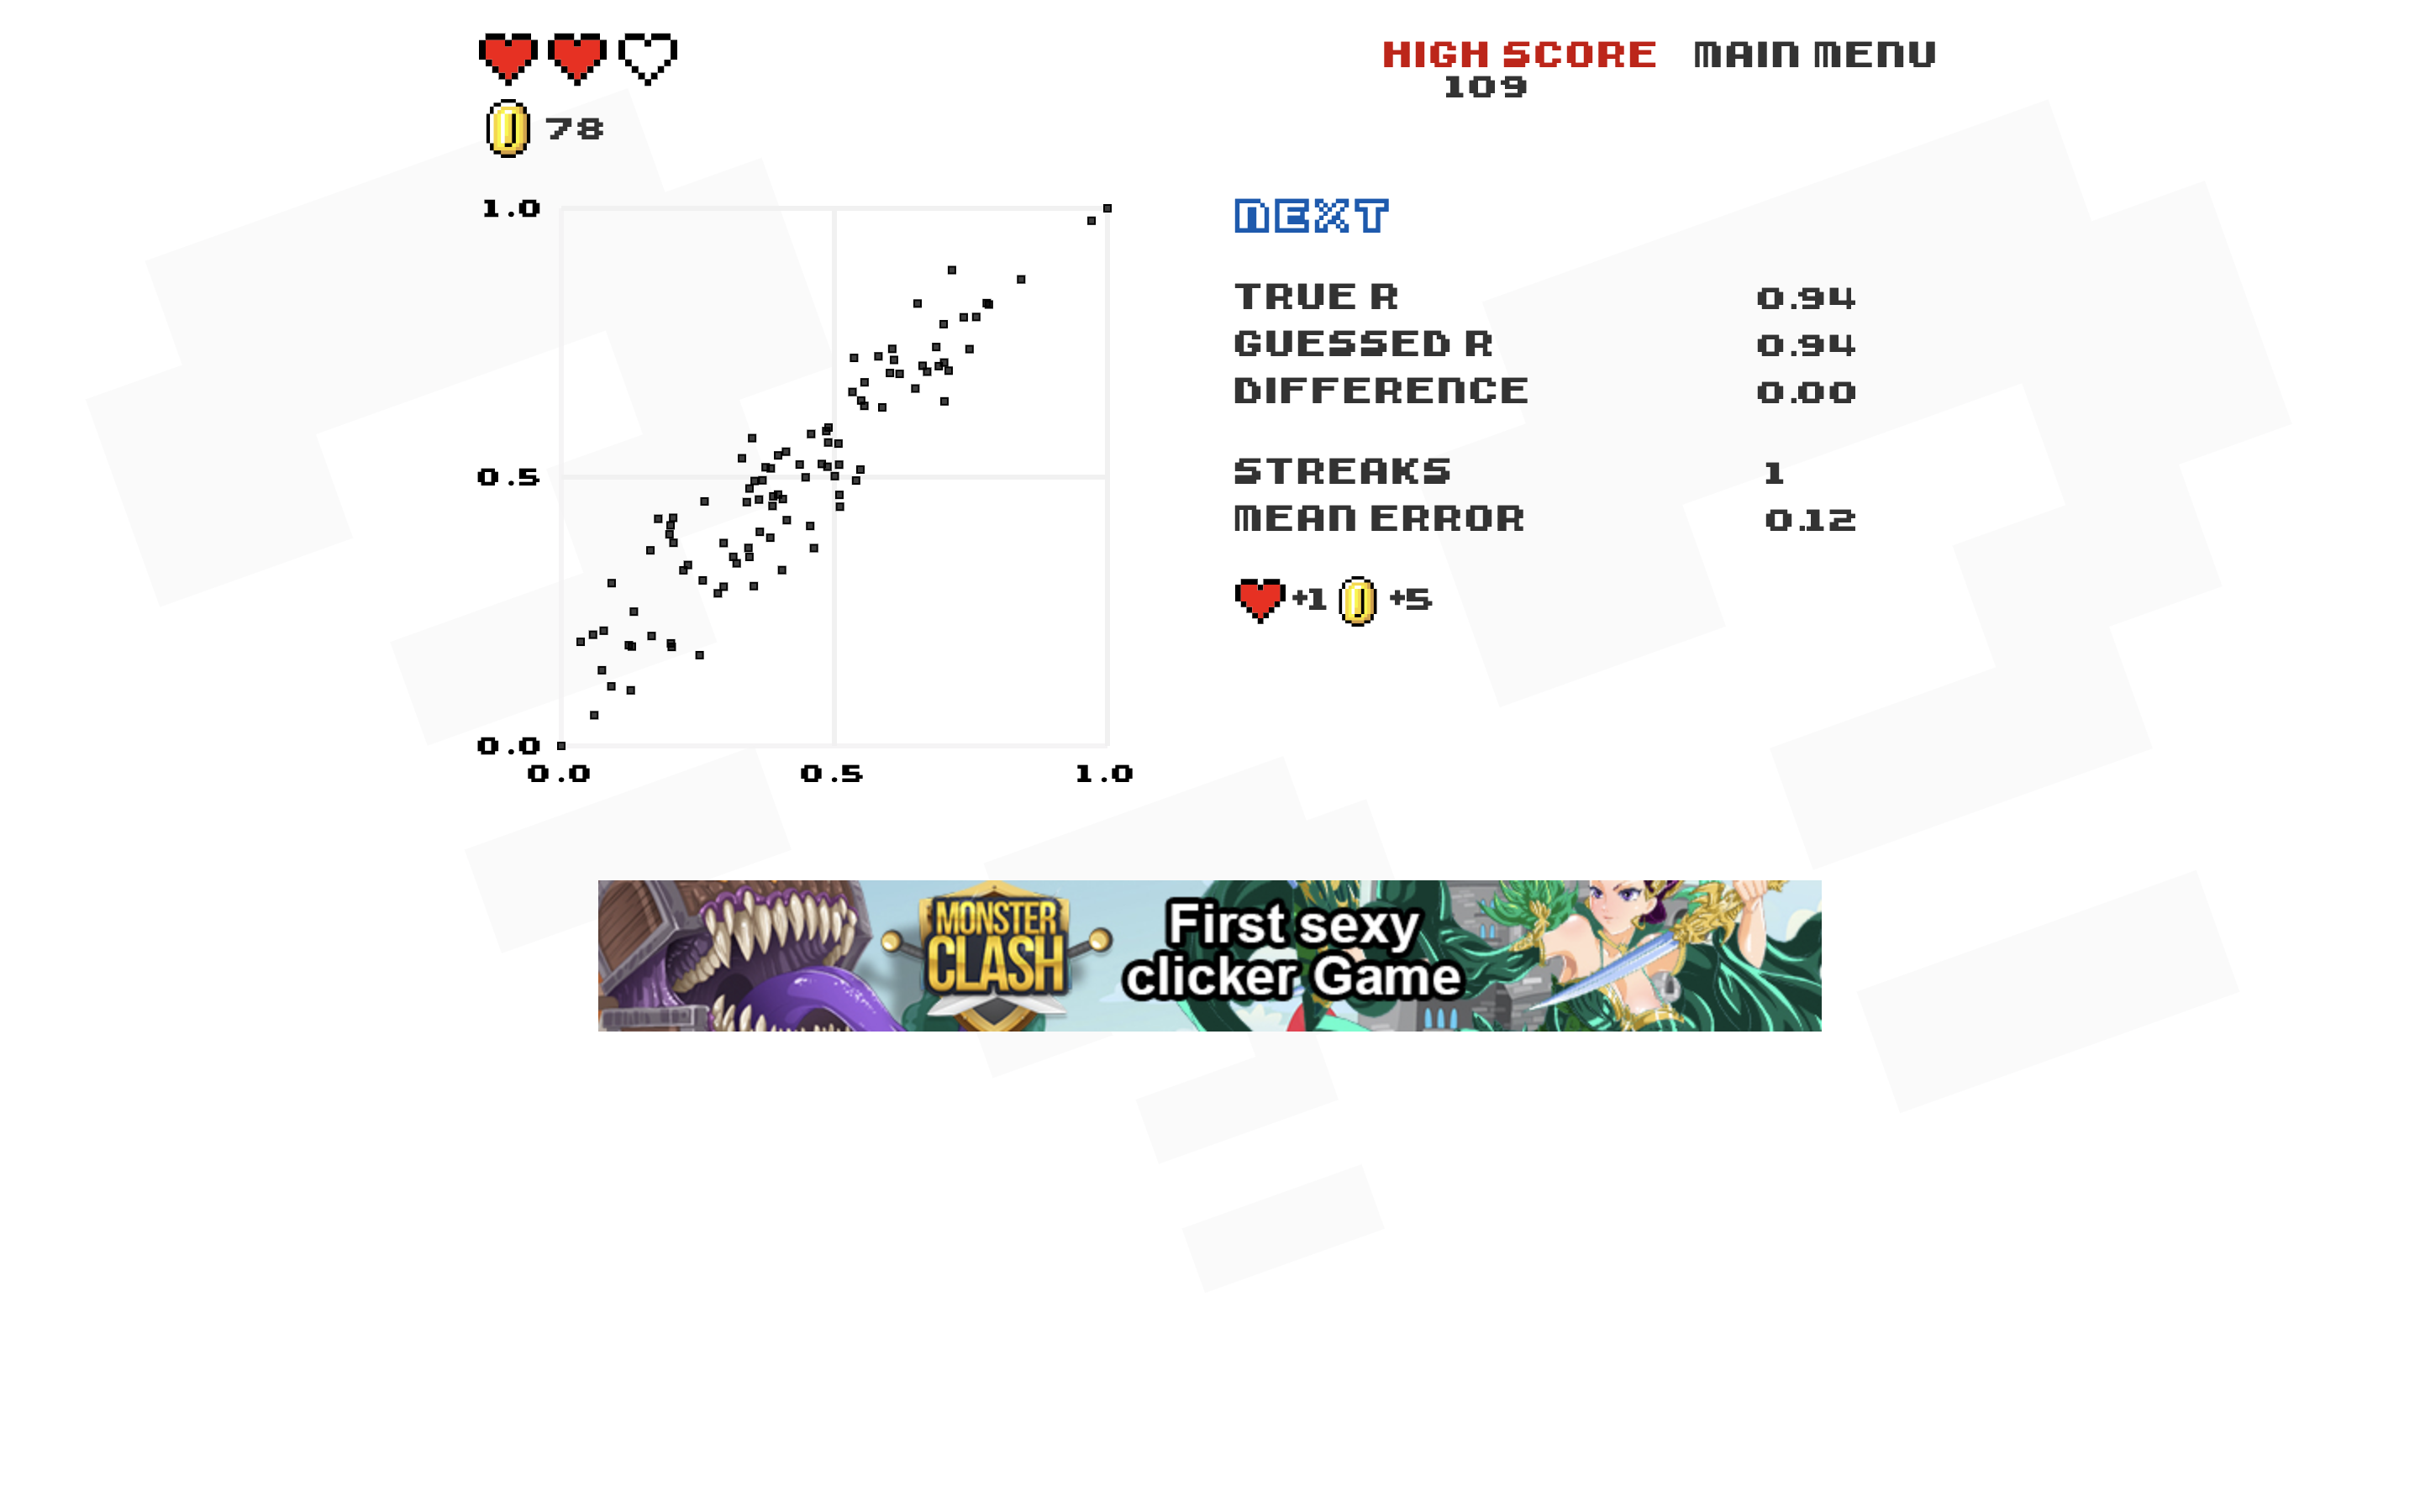 HIGH SCORE MAIN MENU
109
78
1.0
0.5
0.0
0.0 0.5 1.0
NEXT
TRUE R 0.94
GUESSED R 0.94
DIFFERENCE 0.00
STREAKS 1
MEAN ERROR 0.12
+1 +5
MONSTER
CLASH
First sexy
clicker Game